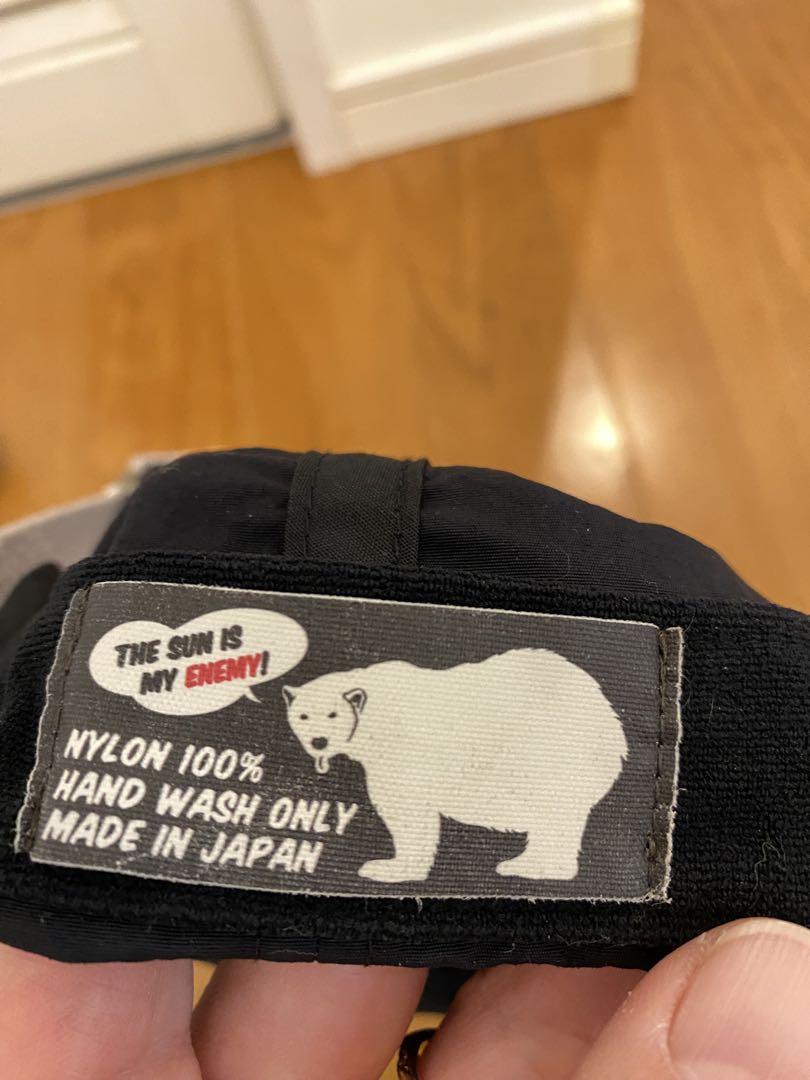 THE SUN IS
MY ENEMY!
NYLON 100%
HAND WASH ONLY
MADE IN JAPAN